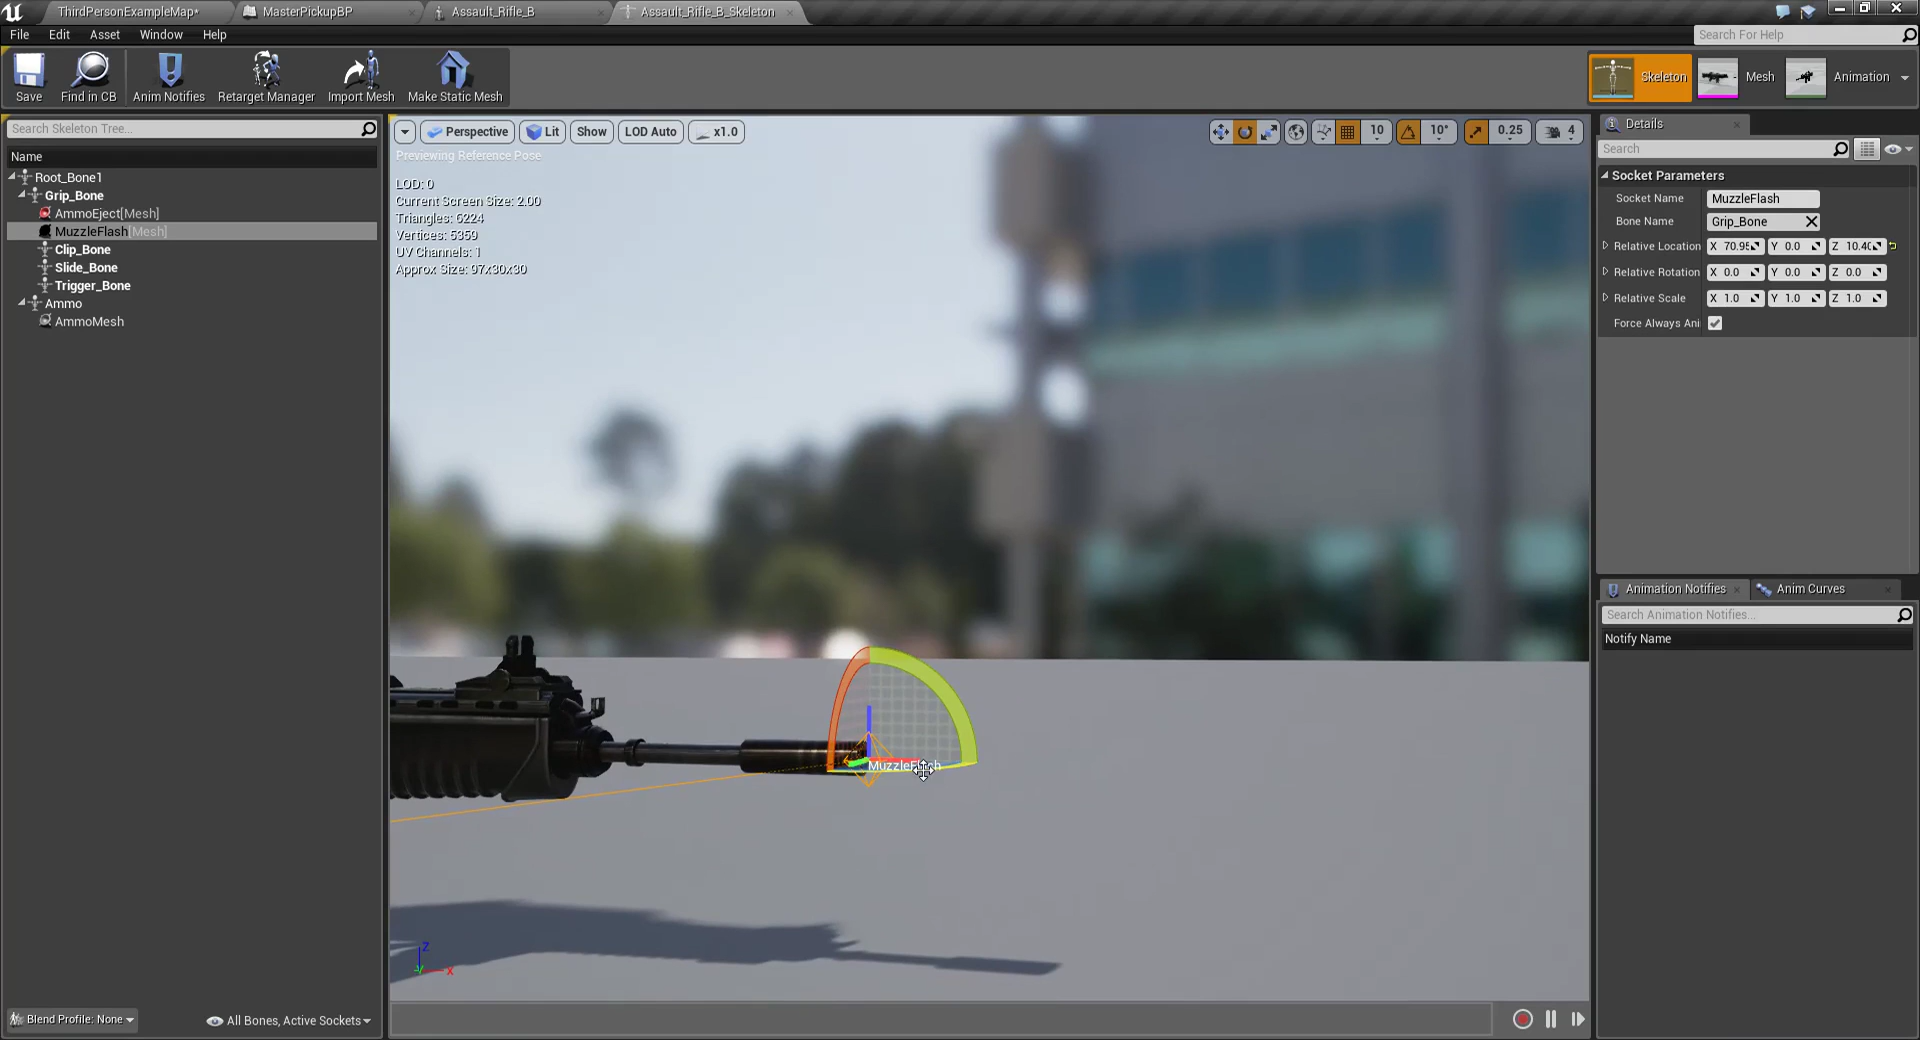 ThirdPersonExampleMap* MasterPickupBP Assault_Rifle_B Assault_Rifle_B_Skeleton
File Edit Asset Window Help Search For Help
Save Find in CB Anim Notifies Retarget Manager Import Mesh Make Static Mesh Skeleton Mesh Animation
Search Skeleton Tree...
Name
Root_Bone1
Grip_Bone
AmmoEject[Mesh]
MuzzleFlash[Mesh]
Clip_Bone
Slide_Bone
Trigger_Bone
Ammo
AmmoMesh
Blend Profile: None All Bones, Active Sockets
Perspective Lit Show LOD Auto x1.0 10 10° 0.25 4
Previewing Reference Pose
LOD: 0
Current Screen Size: 2.00
Triangles: 6224
Vertices: 5359
UV Channels: 1
Approx Size: 97x30x30
MuzzleFlash
Z
Y X
Details
Search
Socket Parameters
Socket Name MuzzleFlash
Bone Name Grip_Bone
Relative Location X 70.95 Y 0.0 Z 10.40
Relative Rotation X 0.0 Y 0.0 Z 0.0
Relative Scale X 1.0 Y 1.0 Z 1.0
Force Always Ani
Animation Notifies Anim Curves
Search Animation Notifies...
Notify Name